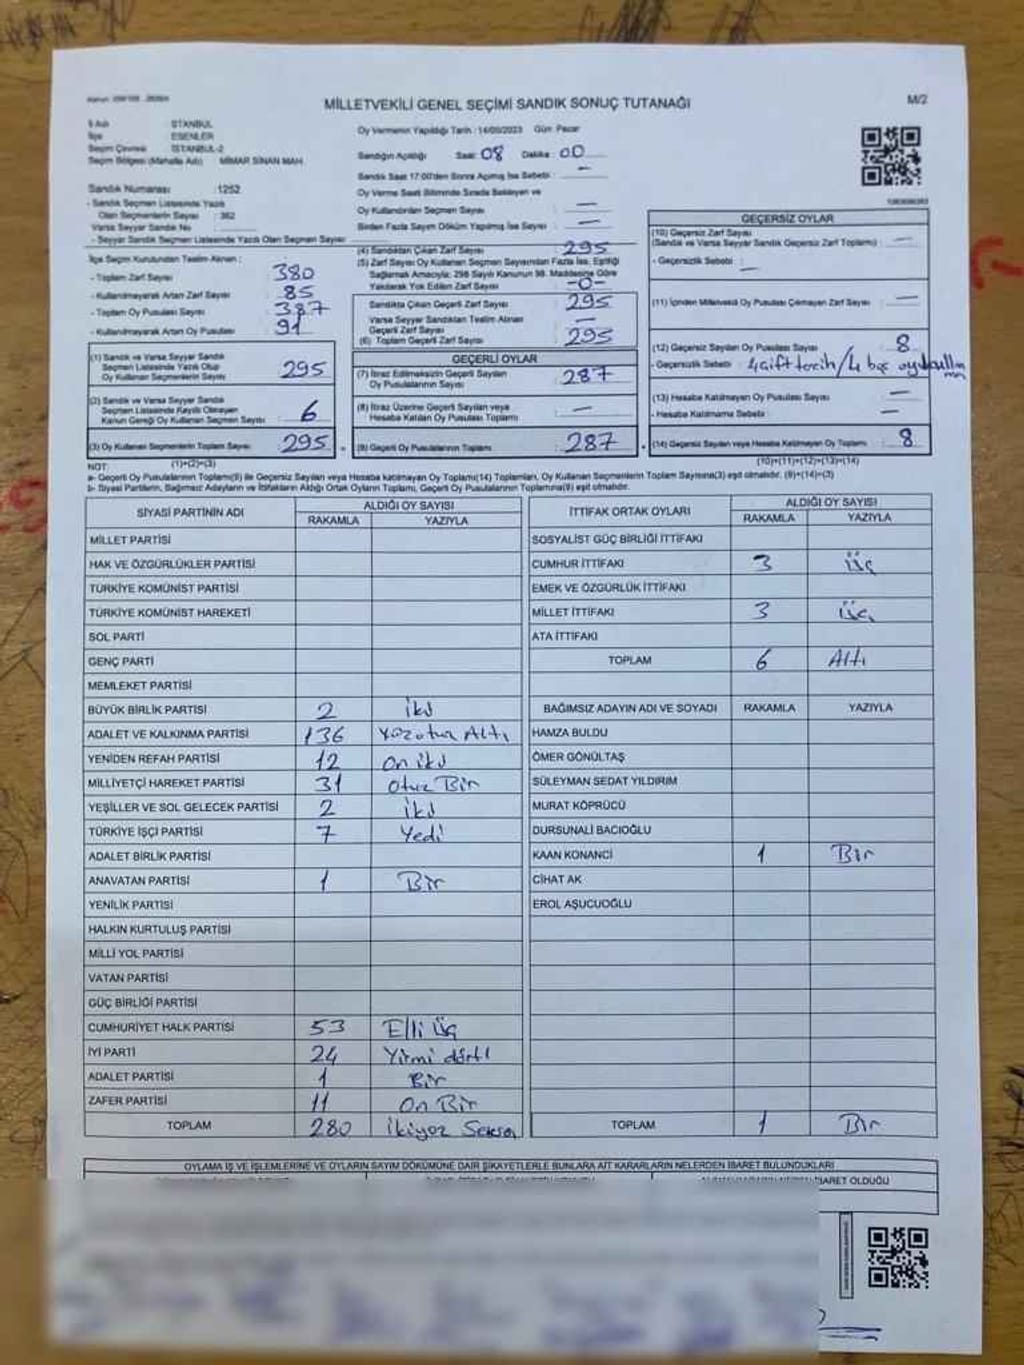 MİLLETVEKİLİ GENEL SEÇİMİ SANDIK SONUÇ TUTANAĞI
M/2
İli Adı : İSTANBUL
İlçe : ESENLER
Seçim Çevresi : İSTANBUL-2
Seçim Bölgesi (Mahalle Adı) : MİMAR SİNAN MAH.
Sandık Numarası : 1252
- Sandık Seçmen Listesinde Yazılı
Olan Seçmenlerin Sayısı : 362
Varsa Seyyar Sandık No
- Seyyar Sandık Seçmen Listesinde Yazılı Olan Seçmen Sayısı
Oy Vermenin Yapıldığı Tarih : 14/05/2023 Gün: Pazar
Sandığın Açıldığı Saat: 08 Dakika : 00
Sandık Saat 17:00'den Sonra Açılmış İse Sebebi : —
Oy Verme Saat Bitiminde Sırada Bekleyen ve
Oy Kullandırılan Seçmen Sayısı —
Birden Fazla Sayım Döküm Yapılmış İse Sayısı —
İlçe Seçim Kurulundan Teslim Alınan :
- Toplam Zarf Sayısı 380
- Kullanılmayarak Artan Zarf Sayısı : 85
- Toplam Oy Pusulası Sayısı : 387
- Kullanılmayarak Artan Oy Pusulası 91
(1) Sandık ve Varsa Seyyar Sandık
Seçmen Listesinde Yazılı Olup
Oy Kullanan Seçmenlerin Sayısı 295
(2) Sandık ve Varsa Seyyar Sandık
Seçmen Listesinde Kayıtlı Olmayan
Kanun Gereği Oy Kullanan Seçmen Sayısı 6
(3) Oy Kullanan Seçmenlerin Toplam Sayısı 295
(1)+(2)=(3)
(4) Sandıktan Çıkan Zarf Sayısı 295
(5) Zarf Sayısı Oy Kullanan Seçmen Sayısından Fazla İse, Eşitliği
Sağlamak Amacıyla; 298 Sayılı Kanunun 98. Maddesine Göre
Yakılarak Yok Edilen Zarf Sayısı -0-
Sandıkta Çıkan Geçerli Zarf Sayısı 295
Varsa Seyyar Sandıktan Teslim Alınan
Geçerli Zarf Sayısı —
(6) Toplam Geçerli Zarf Sayısı 295
GEÇERLİ OYLAR
(7) İtiraz Edilmeksizin Geçerli Sayılan
Oy Pusulalarının Sayısı 287
(8) İtiraz Üzerine Geçerli Sayılan veya
Hesaba Katılan Oy Pusulası Toplamı —
(9) Geçerli Oy Pusulalarının Toplamı 287
GEÇERSİZ OYLAR
(10) Geçersiz Zarf Sayısı
(Sandık ve Varsa Seyyar Sandık Geçersiz Zarf Toplamı) : —
- Geçersizlik Sebebi : —
(11) İçinden Milletvekili Oy Pusulası Çıkmayan Zarf Sayısı —
(12) Geçersiz Sayılan Oy Pusulası Sayısı 8
- Geçersizlik Sebebi : 4 çift tercih / 4 boş
(13) Hesaba Katılmayan Oy Pusulası Sayısı —
- Hesaba Katılmama Sebebi : —
(14) Geçersiz Sayılan veya Hesaba Katılmayan Oy Toplamı 8
(10)+(11)+(12)+(13)=(14)
NOT:
a- Geçerli Oy Pusulalarının Toplamı(9) ile Geçersiz Sayılan veya Hesaba katılmayan Oy Toplamı(14) Toplamları, Oy Kullanan Seçmenlerin Toplam Sayısına(3) eşit olmalıdır. (9)+(14)=(3)
b- Siyasi Partilerin, Bağımsız Adayların ve İttifakların Aldığı Ortak Oyların Toplamı, Geçerli Oy Pusulalarının Toplamına(9) eşit olmalıdır.
SİYASİ PARTİNİN ADI ALDIĞI OY SAYISI
RAKAMLA YAZIYLA
MİLLET PARTİSİ
HAK VE ÖZGÜRLÜKLER PARTİSİ
TÜRKİYE KOMÜNİST PARTİSİ
TÜRKİYE KOMÜNİST HAREKETİ
SOL PARTİ
GENÇ PARTİ
MEMLEKET PARTİSİ
BÜYÜK BİRLİK PARTİSİ 2 iki
ADALET VE KALKINMA PARTİSİ 136 Yüzotuz Altı
YENİDEN REFAH PARTİSİ 12 on iki
MİLLİYETÇİ HAREKET PARTİSİ 31 Otuz Bir
YEŞİLLER VE SOL GELECEK PARTİSİ 2 iki
TÜRKİYE İŞÇİ PARTİSİ 7 Yedi
ADALET BİRLİK PARTİSİ
ANAVATAN PARTİSİ 1 Bir
YENİLİK PARTİSİ
HALKIN KURTULUŞ PARTİSİ
MİLLİ YOL PARTİSİ
VATAN PARTİSİ
GÜÇ BİRLİĞİ PARTİSİ
CUMHURİYET HALK PARTİSİ 53 Elli üç
İYİ PARTİ 24 Yirmi dört
ADALET PARTİSİ 1 Bir
ZAFER PARTİSİ 11 On Bir
TOPLAM 280 ikiyüz Seksen
İTTİFAK ORTAK OYLARI ALDIĞI OY SAYISI
RAKAMLA YAZIYLA
SOSYALİST GÜÇ BİRLİĞİ İTTİFAKI
CUMHUR İTTİFAKI 3 üç
EMEK VE ÖZGÜRLÜK İTTİFAKI
MİLLET İTTİFAKI 3 üç
ATA İTTİFAKI
TOPLAM 6 Altı
BAĞIMSIZ ADAYIN ADI VE SOYADI RAKAMLA YAZIYLA
HAMZA BULDU
ÖMER GÖNÜLTAŞ
SÜLEYMAN SEDAT YILDIRIM
MURAT KÖPRÜCÜ
DURSUNALİ BACIOĞLU
KAAN KONANCİ 1 Bir
CİHAT AK
EROL AŞUCUOĞLU
TOPLAM 1 Bir
OYLAMA İŞ VE İŞLEMLERİNE VE OYLARIN SAYIM DÖKÜMÜNE DAİR ŞİKAYETLERLE BUNLARA AİT KARARLARIN NELERDEN İBARET BULUNDUKLARI
İBARET OLDUĞU